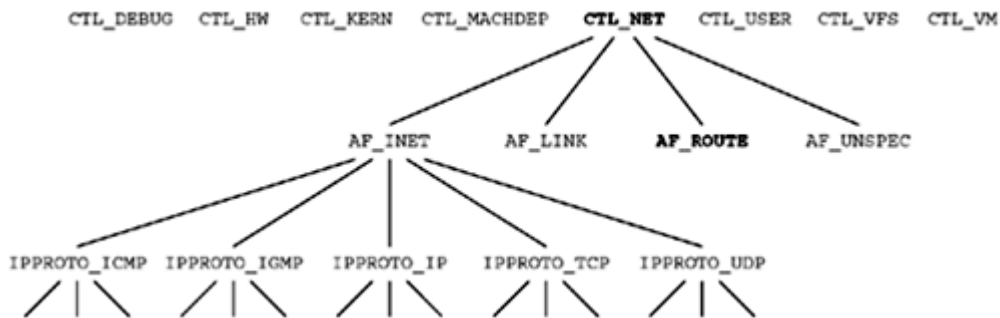 CTL_DEBUG CTL_HW CTL_KERN CTL_MACHDEP CTL_NET CTL_USER CTL_VFS CTL_VM
AF_INET AF_LINK AF_ROUTE AF_UNSPEC
IPPROTO_ICMP IPPROTO_IGMP IPPROTO_IP IPPROTO_TCP IPPROTO_UDP